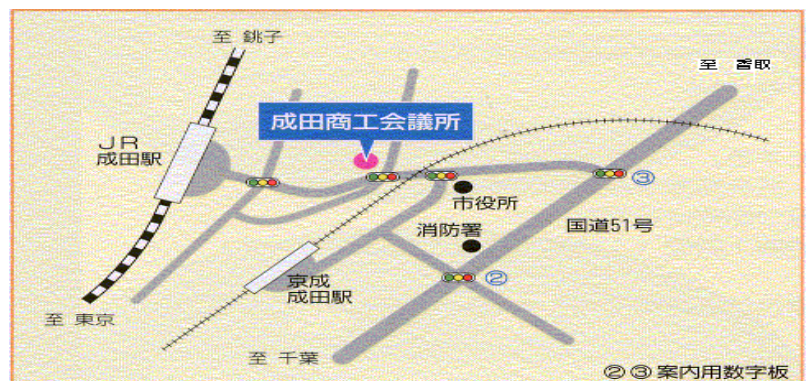 至 銚子
至 香取
成田商工会議所
JR
成田駅
③
市役所
国道51号
消防署
②
京成
成田駅
至 東京
至 千葉
②③案内用数字板